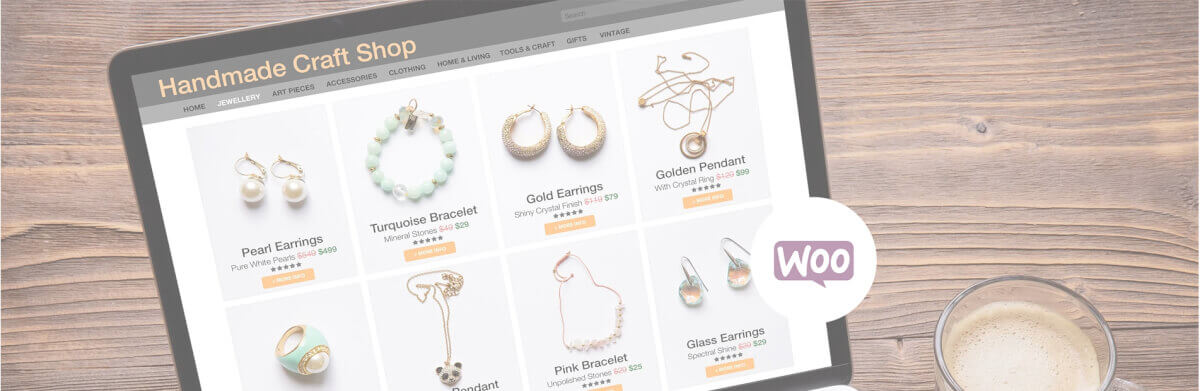 Handmade Craft Shop
Search
HOME JEWELLERY ART PIECES ACCESSORIES CLOTHING HOME & LIVING TOOLS & CRAFT GIFTS VINTAGE
Pearl Earrings
Pure White Pearls $549 $499
+ MORE INFO
Turquoise Bracelet
Mineral Stones $49 $29
+ MORE INFO
Gold Earrings
Shiny Crystal Finish $119 $79
+ MORE INFO
Golden Pendant
With Crystal Ring $129 $99
+ MORE INFO
Pendant
Pink Bracelet
Unpolished Stones $29 $25
+ MORE INFO
Glass Earrings
Spectral Shine $39 $29
+ MORE INFO
WOO